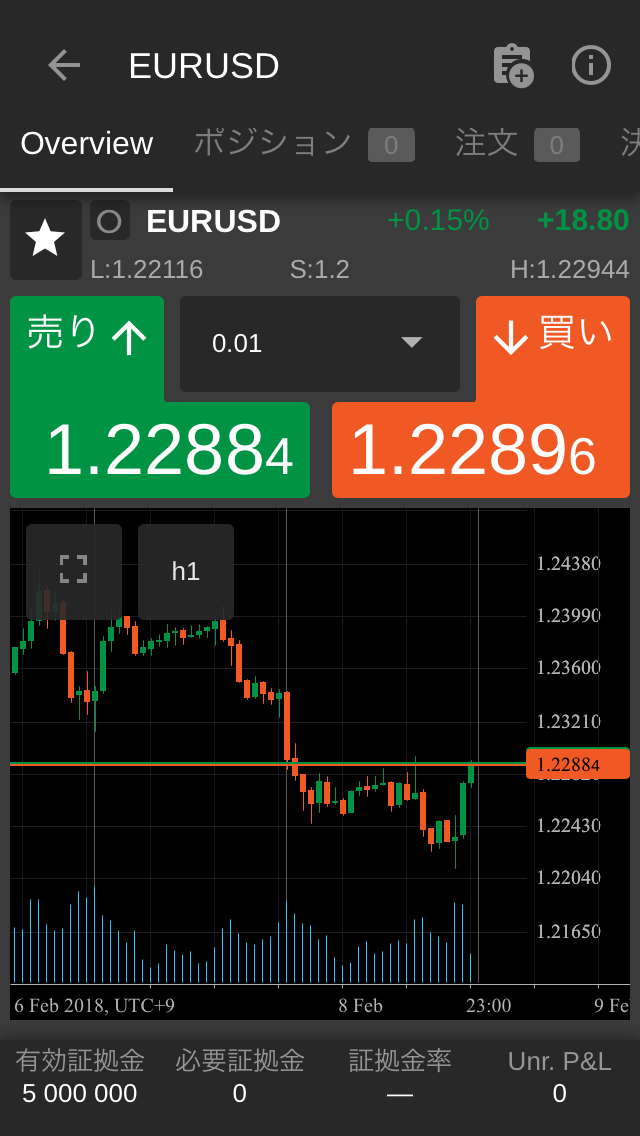 EURUSD
Overview ポジション 0 注文 0 決
EURUSD +0.15% +18.80
L:1.22116 S:1.2 H:1.22944
売り 0.01 買い
1.22884 1.22896
h1
1.24380
1.23990
1.23600
1.23210
1.22884
1.22430
1.22040
1.21650
6 Feb 2018, UTC+9 8 Feb 23:00 9 Fe
有効証拠金 必要証拠金 証拠金率 Unr. P&L
5 000 000 0 — 0